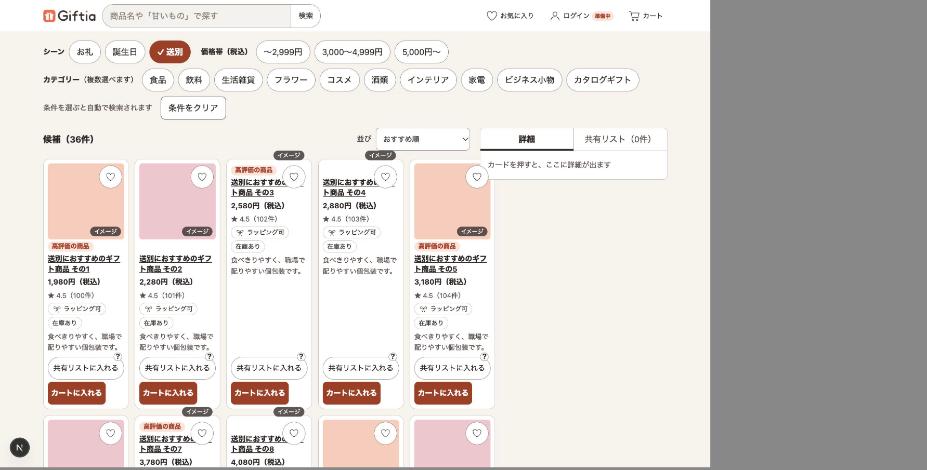 Giftia
商品名や「甘いもの」で探す
検索
お気に入り
ログイン 準備中
カート
シーン お礼 誕生日 ✓ 送別 価格帯（税込） 〜2,999円 3,000〜4,999円 5,000円〜
カテゴリー（複数選べます） 食品 飲料 生活雑貨 フラワー コスメ 酒類 インテリア 家電 ビジネス小物 カタログギフト
条件を選ぶと自動で検索されます 条件をクリア
候補（36件）
並び おすすめ順
詳細 共有リスト（0件）
カードを押すと、ここに詳細が出ます
イメージ
高評価の商品
送別におすすめのギフ
ト商品 その1
1,980円（税込）
★ 4.5（100件）
ラッピング可
在庫あり
食べきりやすく、職場で
配りやすい個包装です。
?
共有リストに入れる
カートに入れる
イメージ
送別におすすめのギフ
ト商品 その2
2,280円（税込）
★ 4.5（101件）
ラッピング可
在庫あり
食べきりやすく、職場で
配りやすい個包装です。
?
共有リストに入れる
カートに入れる
イメージ
高評価の商品
送別におすすめの
ト商品 その3
2,580円（税込）
★ 4.5（102件）
ラッピング可
在庫あり
食べきりやすく、職場で
配りやすい個包装です。
?
共有リストに入れる
カートに入れる
イメージ
送別におすすめの
ト商品 その4
2,880円（税込）
★ 4.5（103件）
ラッピング可
在庫あり
食べきりやすく、職場で
配りやすい個包装です。
?
共有リストに入れる
カートに入れる
イメージ
高評価の商品
送別におすすめのギフ
ト商品 その5
3,180円（税込）
★ 4.5（104件）
ラッピング可
在庫あり
食べきりやすく、職場で
配りやすい個包装です。
?
共有リストに入れる
カートに入れる
イメージ
高評価の商品
送別におすすめの
ト商品 その7
3,780円（税込）
イメージ
送別におすすめの
ト商品 その8
4,080円（税込）
N